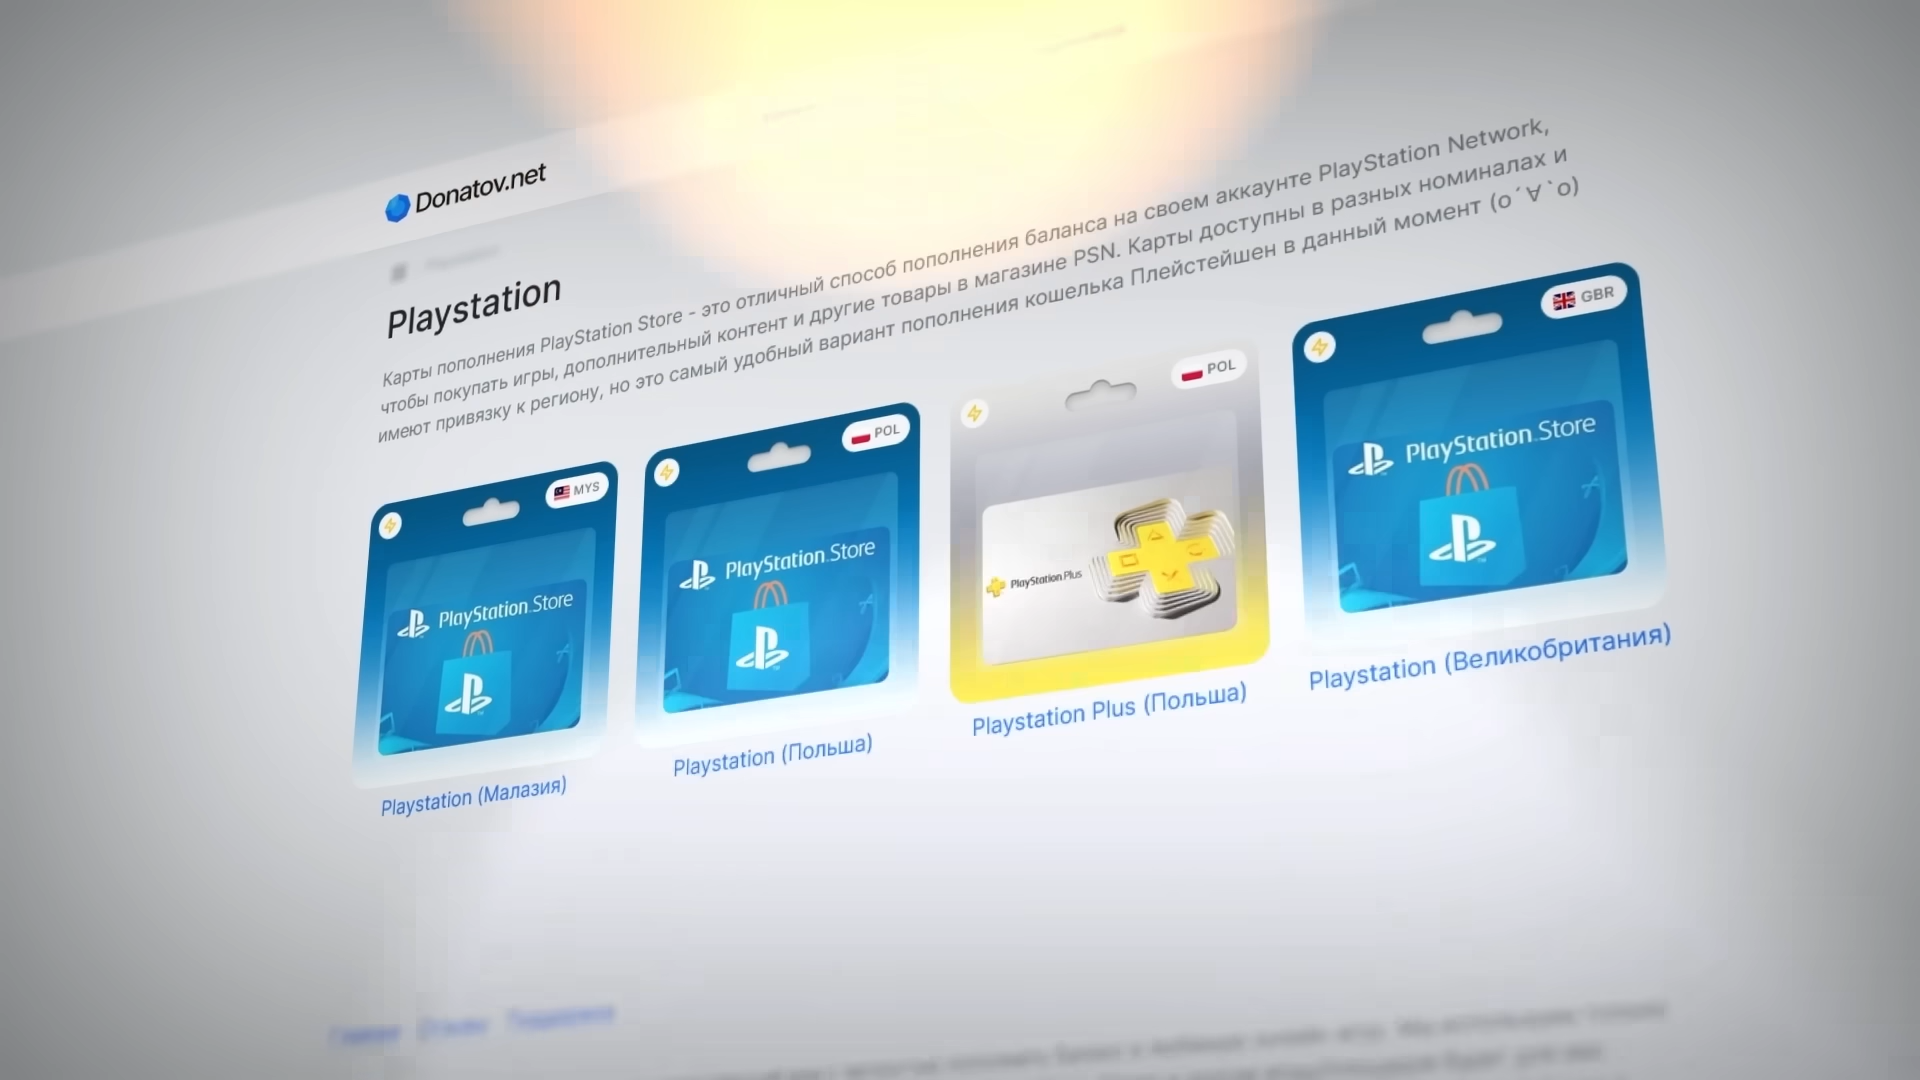 Donatov.net
Playstation
Карты пополнения PlayStation Store - это отличный способ пополнения баланса на своем аккаунте PlayStation Network,
чтобы покупать игры, дополнительный контент и другие товары в магазине PSN. Карты доступны в разных номиналах и
имеют привязку к региону, но это самый удобный вариант пополнения кошелька Плейстейшен в данный момент (o´∀`o)
MYS
PlayStation Store
Playstation (Малазия)
POL
PlayStation Store
Playstation (Польша)
POL
PlayStation Plus
Playstation Plus (Польша)
GBR
PlayStation Store
Playstation (Великобритания)
Главная Отзывы Поддержка